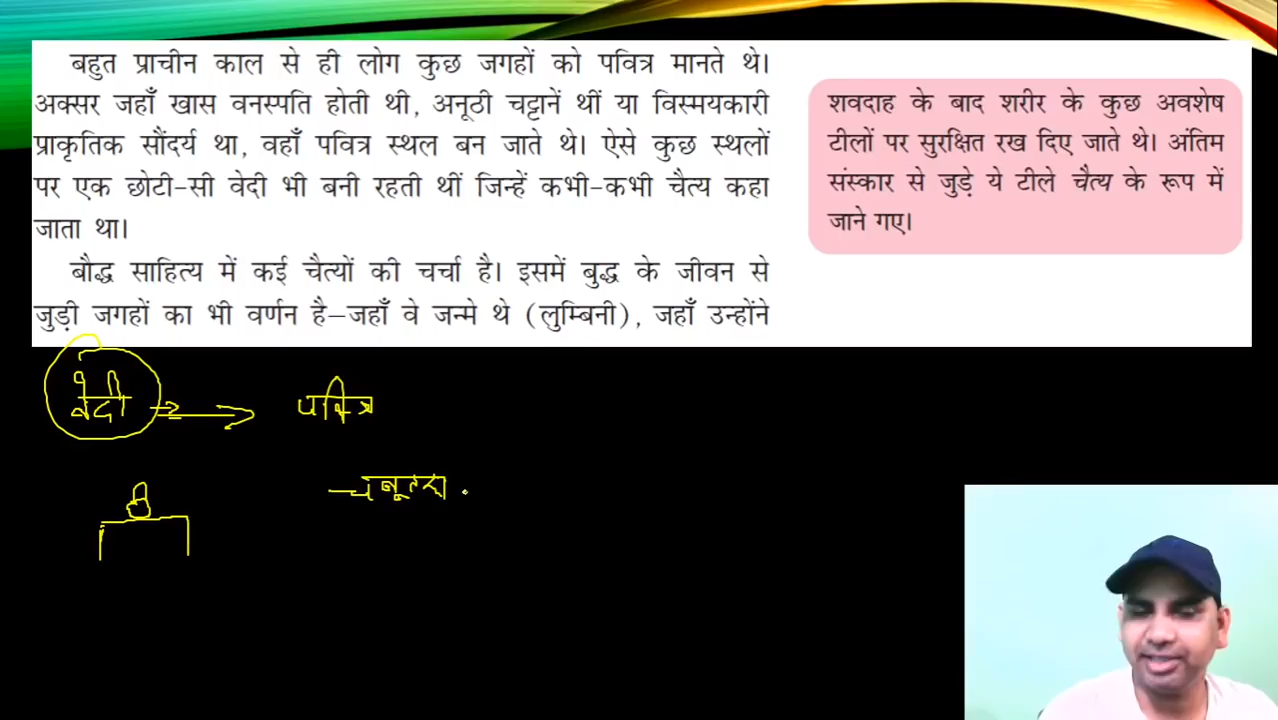 बहुत प्राचीन काल से ही लोग कुछ जगहों को पवित्र मानते थे।
अक्सर जहाँ खास वनस्पति होती थी, अनूठी चट्टानें थीं या विस्मयकारी
प्राकृतिक सौंदर्य था, वहाँ पवित्र स्थल बन जाते थे। ऐसे कुछ स्थलों
पर एक छोटी-सी वेदी भी बनी रहती थीं जिन्हें कभी-कभी चैत्य कहा
जाता था।
बौद्ध साहित्य में कई चैत्यों की चर्चा है। इसमें बुद्ध के जीवन से
जुड़ी जगहों का भी वर्णन है–जहाँ वे जन्मे थे (लुम्बिनी), जहाँ उन्होंने
शवदाह के बाद शरीर के कुछ अवशेष
टीलों पर सुरक्षित रख दिए जाते थे। अंतिम
संस्कार से जुड़े ये टीले चैत्य के रूप में
जाने गए।
वेदी
पवित्र
चबूतरा